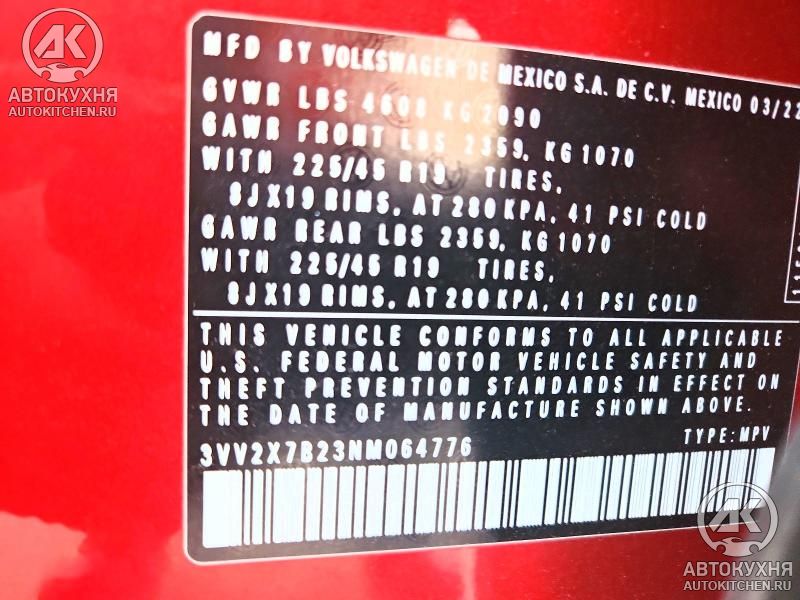 AK
АВТОКУХНЯ
AUTOKITCHEN.RU
MFD BY VOLKSWAGEN DE MEXICO S.A. DE C.V. MEXICO 03/22
GVWR LBS 4608 KG 2090
GAWR FRONT LBS 2359, KG 1070
WITH 225/45 R19 TIRES,
8JX19 RIMS, AT 280 KPA, 41 PSI COLD
GAWR REAR LBS 2359, KG 1070
WITH 225/45 R19 TIRES,
8JX19 RIMS, AT 280 KPA, 41 PSI COLD
THIS VEHICLE CONFORMS TO ALL APPLICABLE
U.S. FEDERAL MOTOR VEHICLE SAFETY AND
THEFT PREVENTION STANDARDS IN EFFECT ON
THE DATE OF MANUFACTURE SHOWN ABOVE.
3VV2X7B23NM064776 TYPE: MPV
AK
АВТОКУХНЯ
AUTOKITCHEN.RU